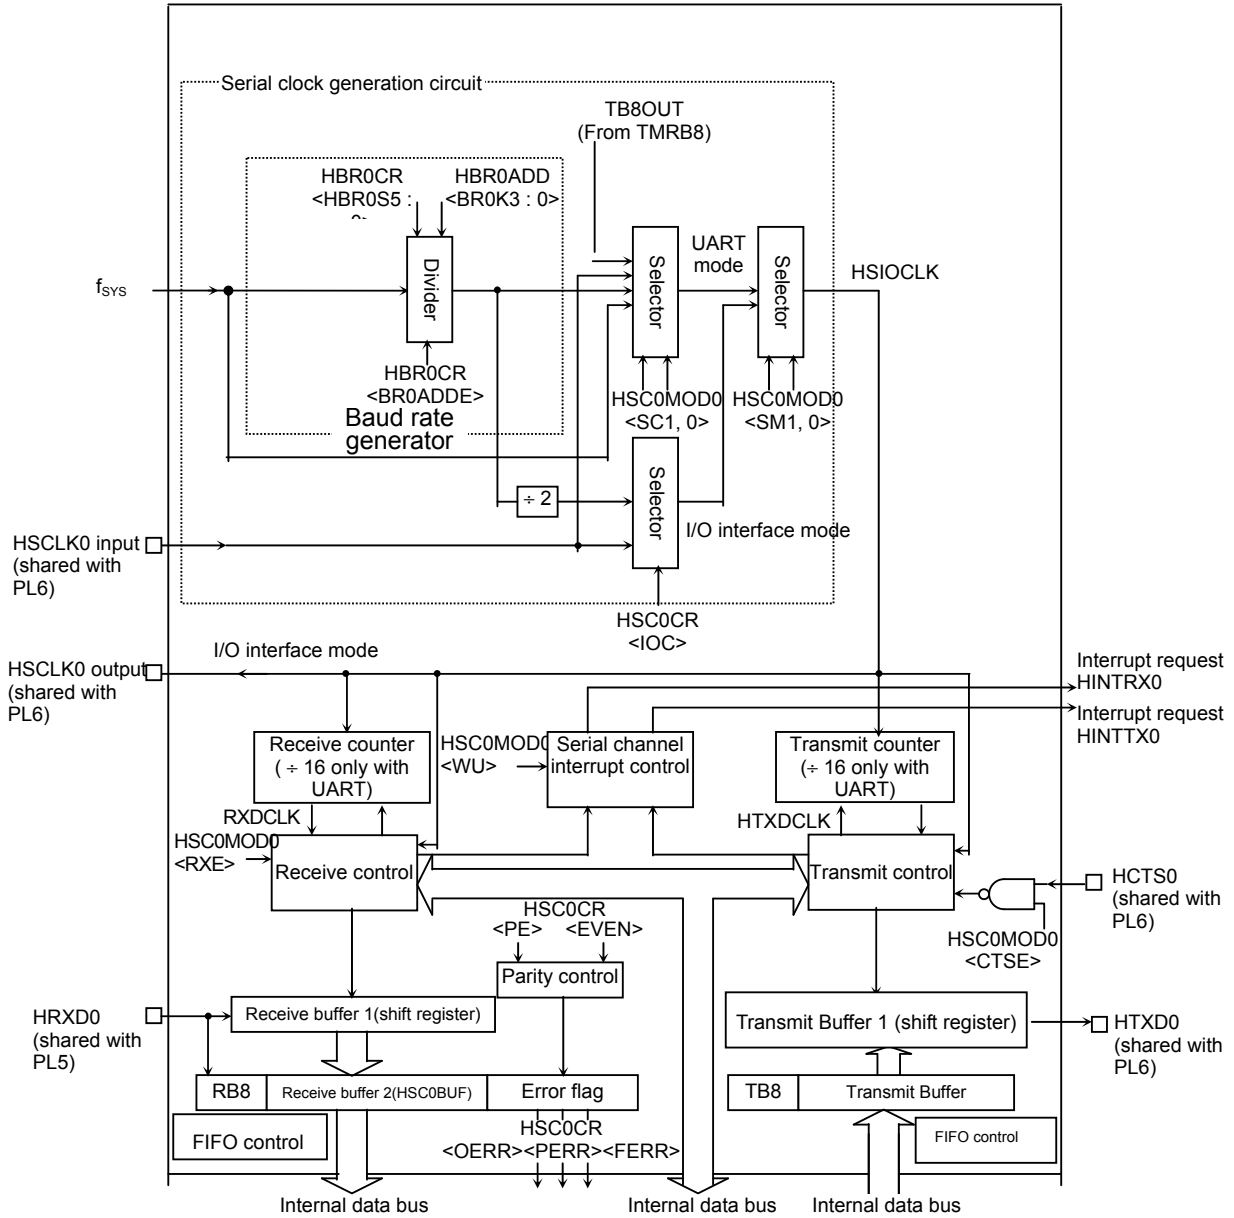 Serial clock generation circuit
TB8OUT
(From TMRB8)
HBR0CR
<HBR0S5 :
HBR0ADD
<BR0K3 : 0>
fSYS
Divider
Selector
UART
mode
Selector
HSIOCLK
HBR0CR
<BR0ADDE>
Baud rate
generator
HSC0MOD0
<SC1, 0>
HSC0MOD0
<SM1, 0>
÷ 2
Selector
I/O interface mode
HSCLK0 input
(shared with
PL6)
HSC0CR
<IOC>
HSCLK0 output
(shared with
PL6)
I/O interface mode
Interrupt request
HINTRX0
Interrupt request
HINTTX0
Receive counter
( ÷ 16 only with
UART)
HSC0MOD0
<WU>
Serial channel
interrupt control
Transmit counter
(÷ 16 only with
UART)
RXDCLK
HTXDCLK
HSC0MOD0
<RXE>
Receive control
Transmit control
HCTS0
(shared with
PL6)
HSC0MOD0
<CTSE>
HSC0CR
<PE>
<EVEN>
Parity control
HRXD0
(shared with
PL5)
Receive buffer 1(shift register)
Transmit Buffer 1 (shift register)
HTXD0
(shared with
PL6)
RB8
Receive buffer 2(HSC0BUF)
Error flag
TB8
Transmit Buffer
FIFO control
HSC0CR
<OERR><PERR><FERR>
FIFO control
Internal data bus
Internal data bus
Internal data bus